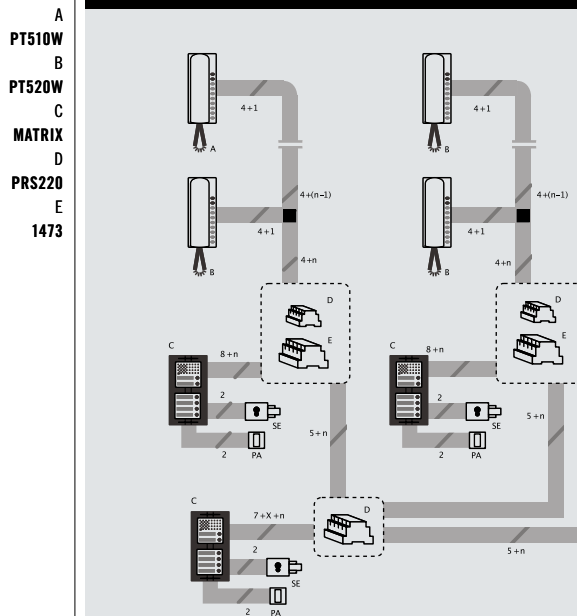 A
PT510W
B
PT520W
C
MATRIX
D
PRS220
E
1473
4+1
A
4+1
B
4+(n-1)
4+1
B
4+n
4+(n-1)
4+1
B
4+n
D
E
C
8+n
2
SE
2
PA
5+n
D
E
C
8+n
2
SE
2
PA
5+n
C
7+X+n
D
2
SE
2
PA
5+n